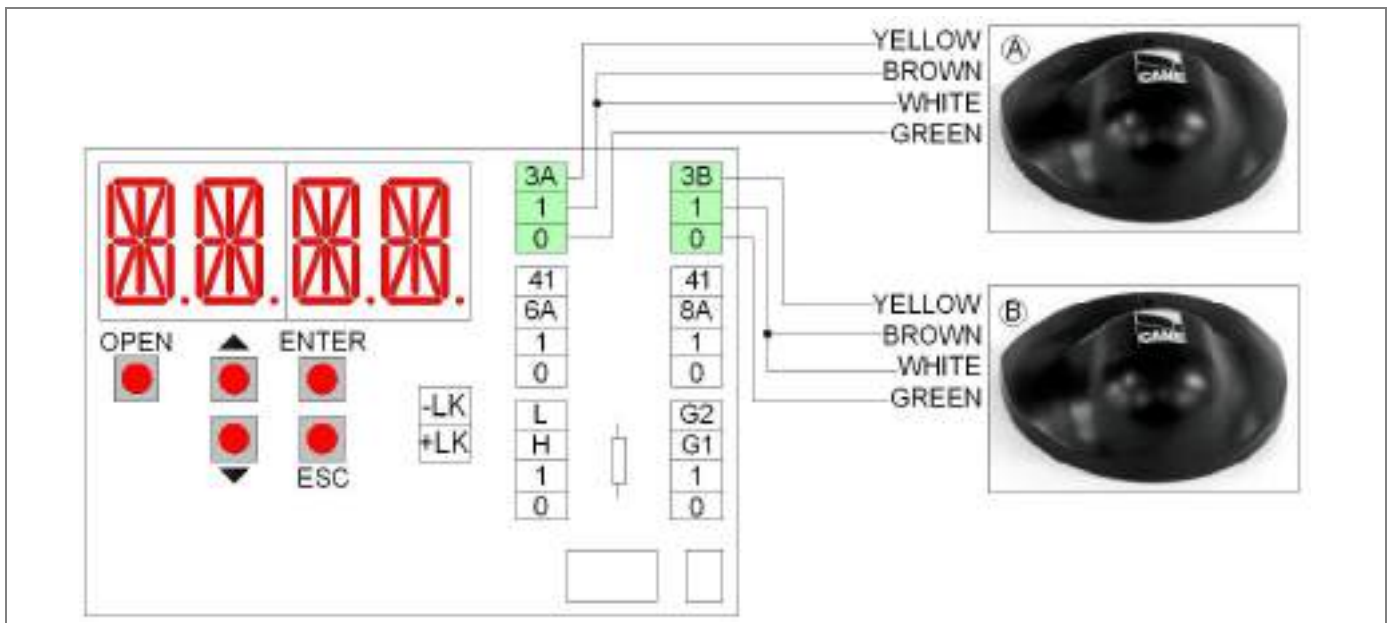 YELLOW
BROWN
WHITE
GREEN
A
CAME
3A
1
0
3B
1
0
41
6A
1
0
41
8A
1
0
OPEN
ENTER
ESC
-LK
+LK
L
H
1
0
G2
G1
1
0
YELLOW
BROWN
WHITE
GREEN
B
CAME